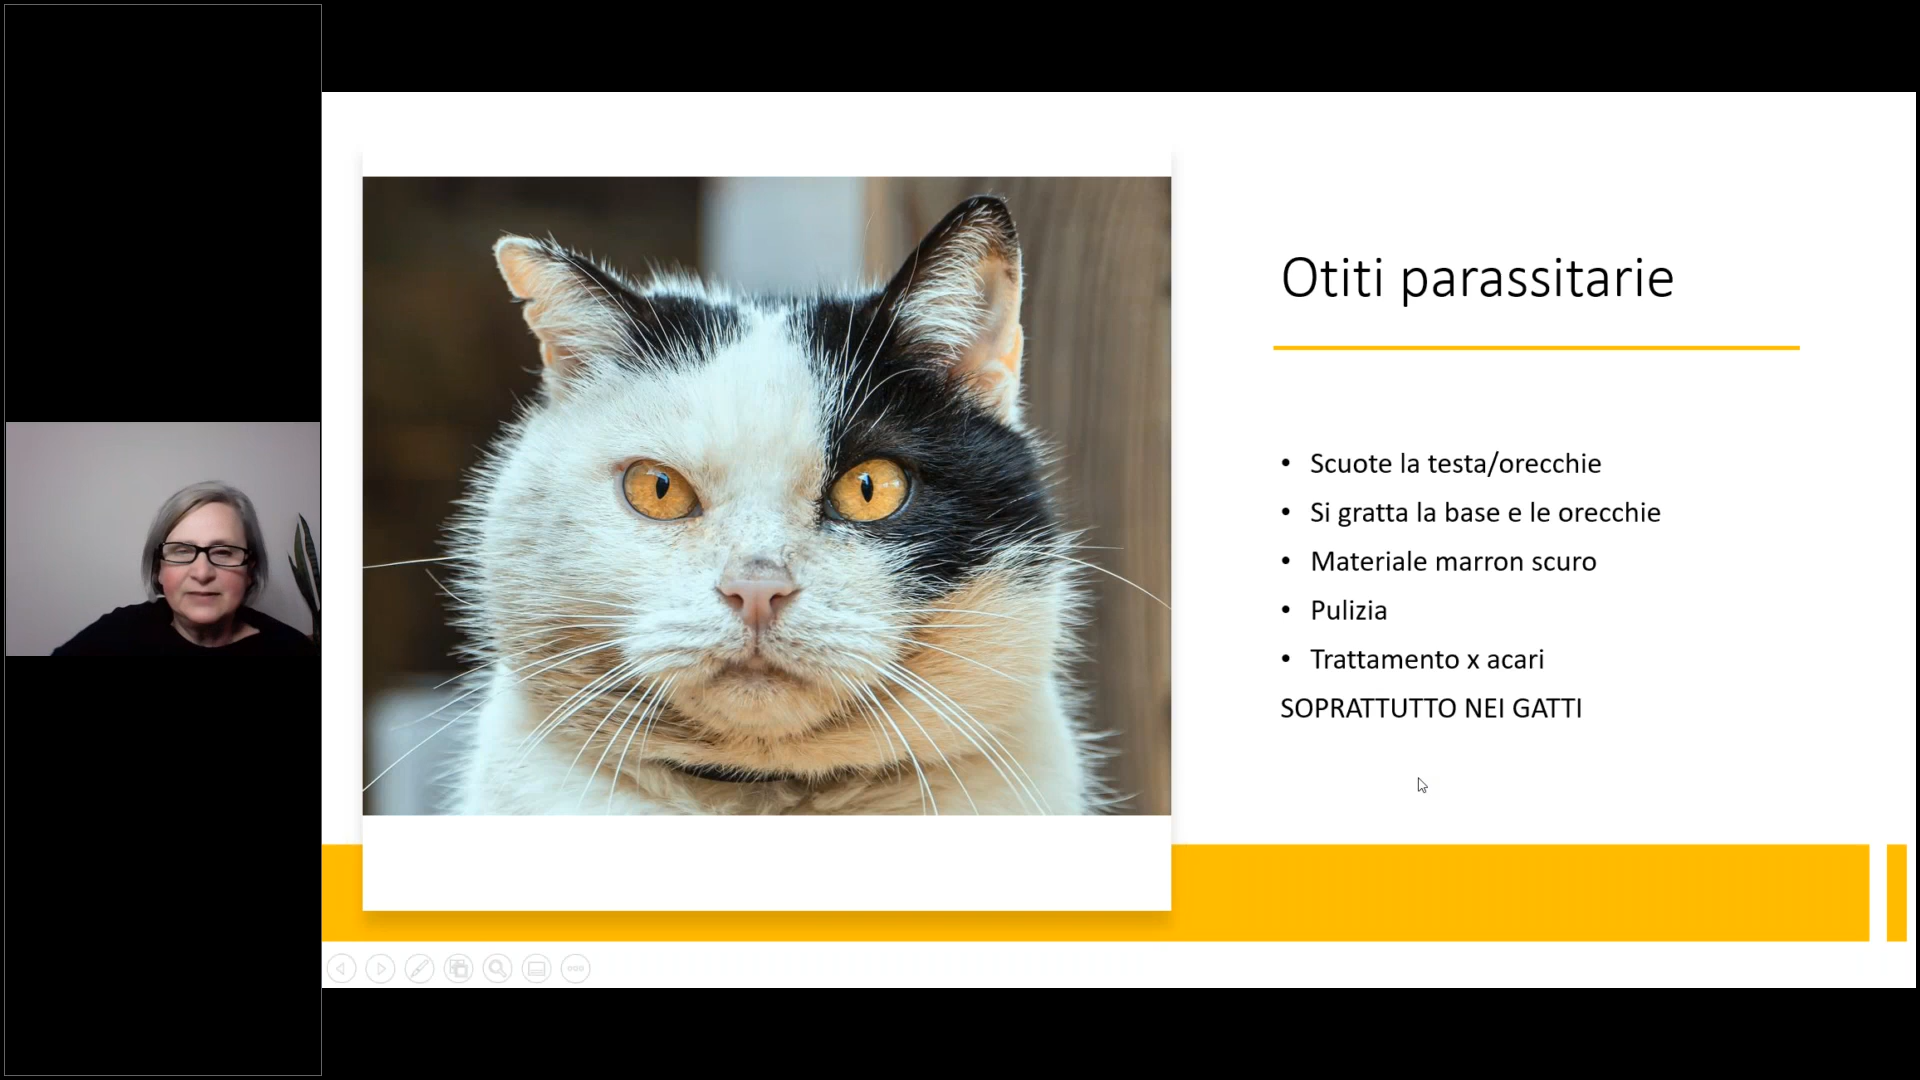 Otiti parassitarie
• Scuote la testa/orecchie
• Si gratta la base e le orecchie
• Materiale marron scuro
• Pulizia
• Trattamento x acari
SOPRATTUTTO NEI GATTI